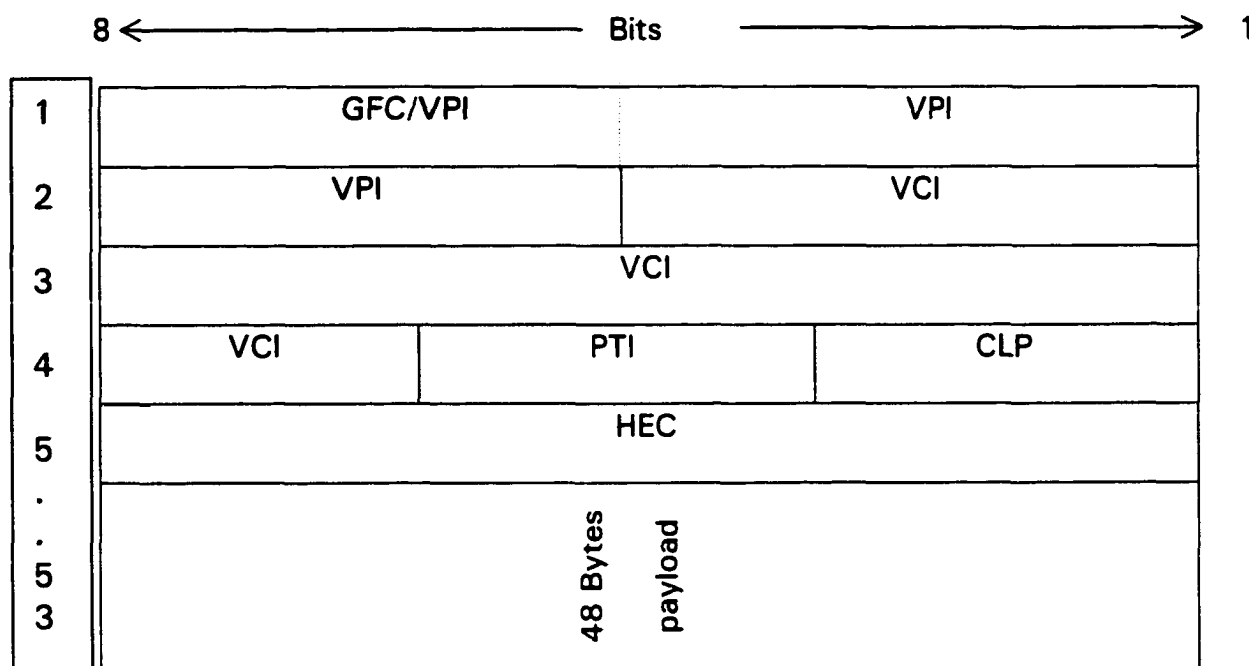 8 Bits 1
1 GFC/VPI VPI
2 VPI VCI
3 VCI
4 VCI PTI CLP
5 HEC
.
.
5
3
48 Bytes
payload